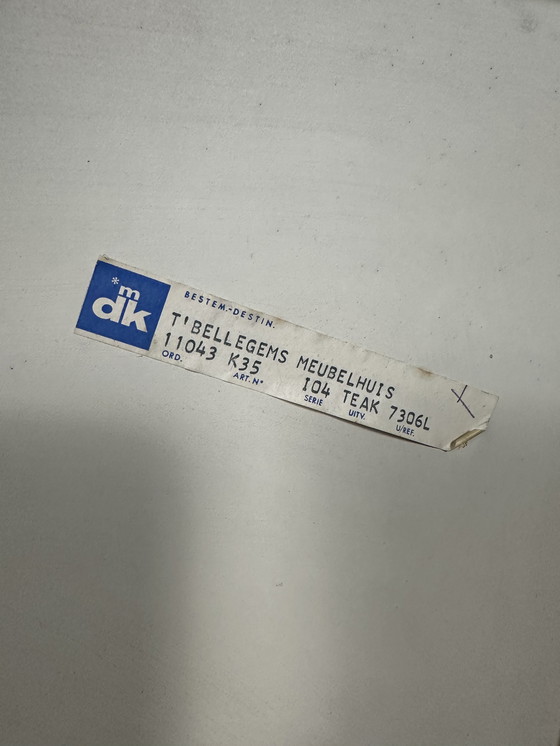 *m
dk
BESTEM.-DESTIN.
T'BELLEGEMS MEUBELHUIS
11043 K35 I04 TEAK 7306L
ORD. ART.N° SERIE UITV. U/REF.